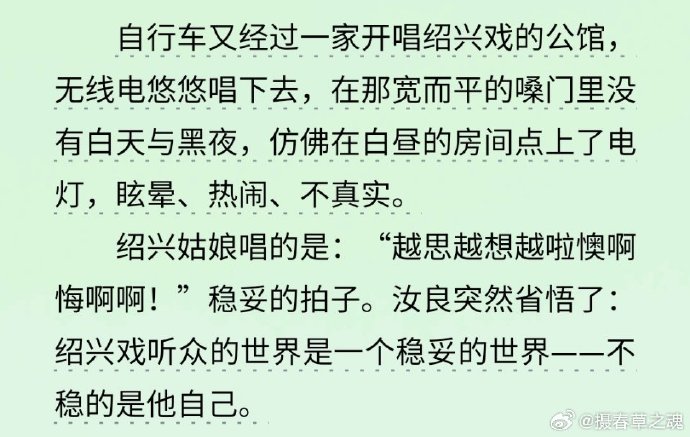 自行车又经过一家开唱绍兴戏的公馆，
无线电悠悠唱下去，在那宽而平的嗓门里没
有白天与黑夜，仿佛在白昼的房间点上了电
灯，眩晕、热闹、不真实。
绍兴姑娘唱的是：“越思越想越啦懊啊
悔啊啊！”稳妥的拍子。汝良突然省悟了：
绍兴戏听众的世界是一个稳妥的世界——不
稳的是他自己。
@摄春草之魂